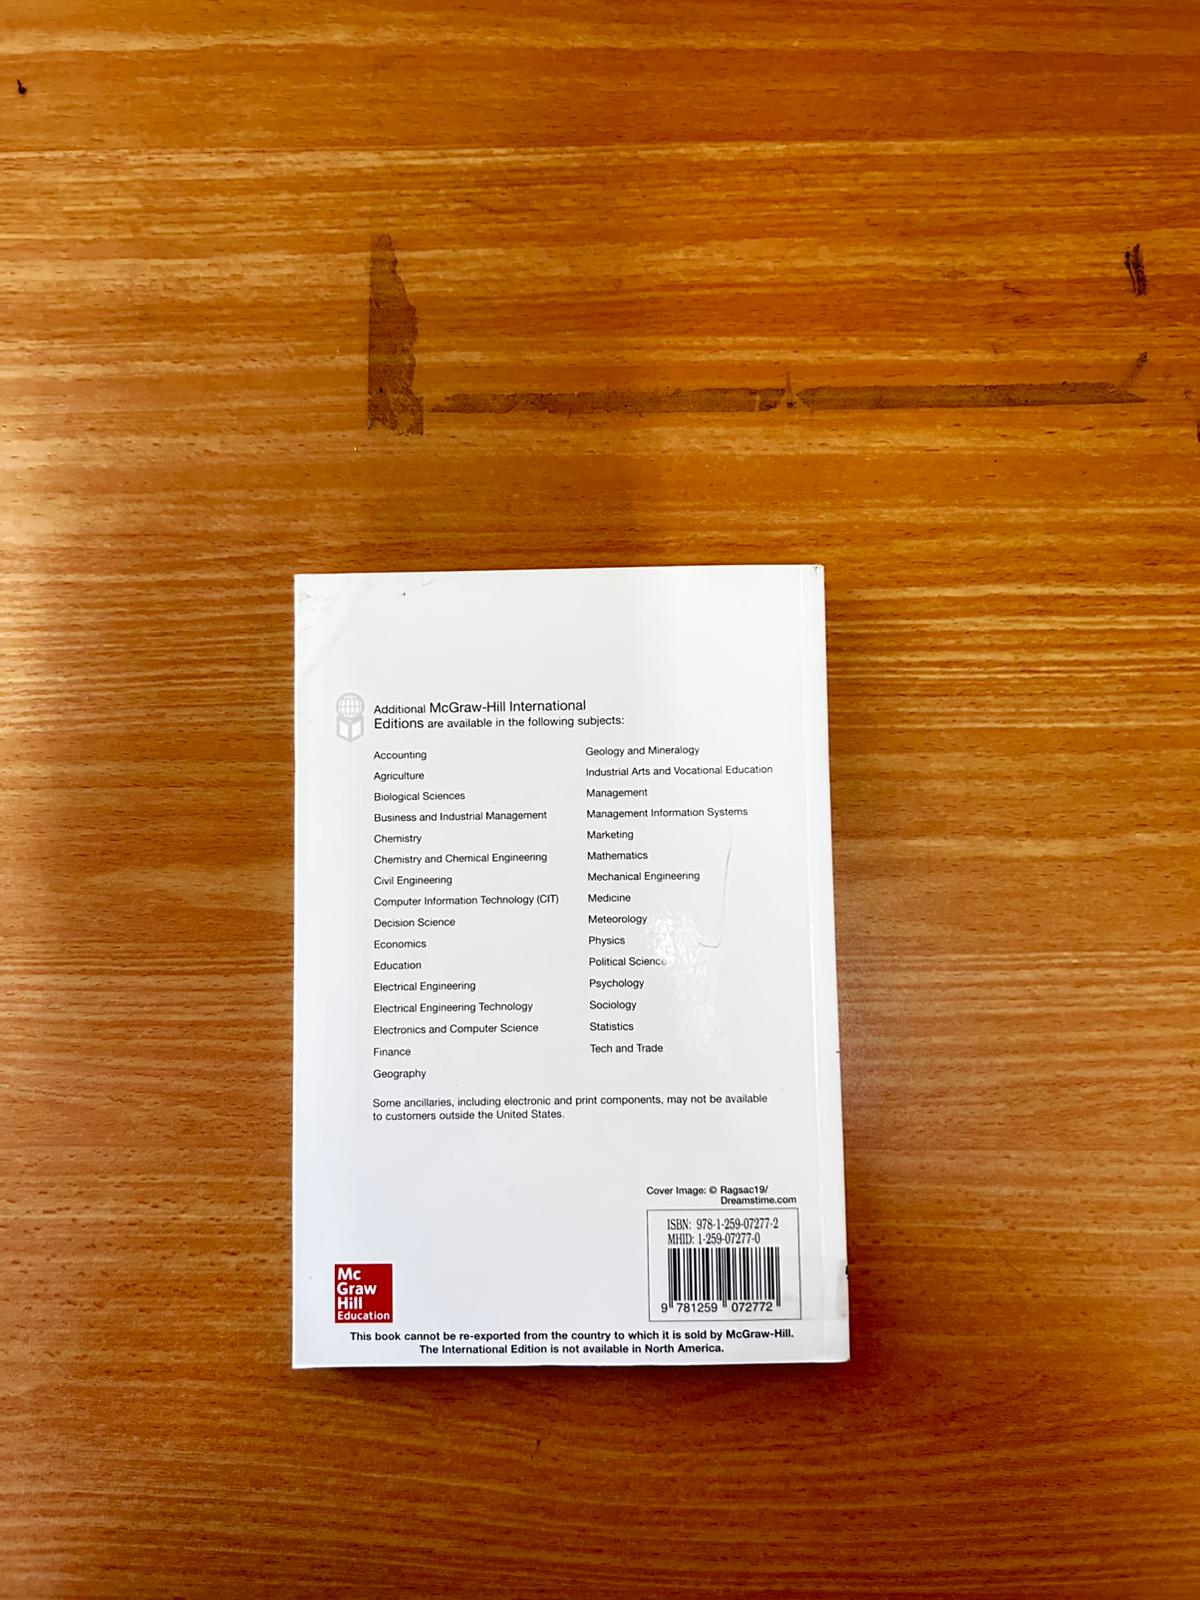 Additional McGraw-Hill International
Editions are available in the following subjects:
Accounting
Agriculture
Biological Sciences
Business and Industrial Management
Chemistry
Chemistry and Chemical Engineering
Civil Engineering
Computer Information Technology (CIT)
Decision Science
Economics
Education
Electrical Engineering
Electrical Engineering Technology
Electronics and Computer Science
Finance
Geography
Geology and Mineralogy
Industrial Arts and Vocational Education
Management
Management Information Systems
Marketing
Mathematics
Mechanical Engineering
Medicine
Meteorology
Physics
Political Science
Psychology
Sociology
Statistics
Tech and Trade
Some ancillaries, including electronic and print components, may not be available
to customers outside the United States.
Cover Image: © Ragsac19/
Dreamstime.com
ISBN: 978-1-259-07277-2
MHID: 1-259-07277-0
9 781259 072772
Mc
Graw
Hill
Education
This book cannot be re-exported from the country to which it is sold by McGraw-Hill.
The International Edition is not available in North America.